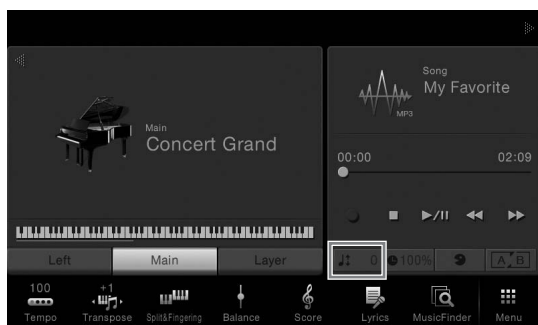 Main
Concert Grand
Song
My Favorite
MP3
00:00
02:09
Left
Main
Layer
0
100%
A B
100
Tempo
+1
Transpose
Split&Fingering
Balance
Score
Lyrics
MusicFinder
Menu